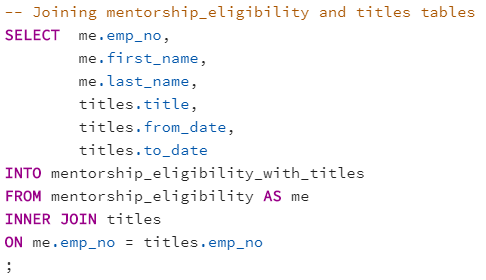 -- Joining mentorship_eligibility and titles tables
SELECT  me.emp_no,
        me.first_name,
        me.last_name,
        titles.title,
        titles.from_date,
        titles.to_date
INTO mentorship_eligibility_with_titles
FROM mentorship_eligibility AS me
INNER JOIN titles
ON me.emp_no = titles.emp_no
;